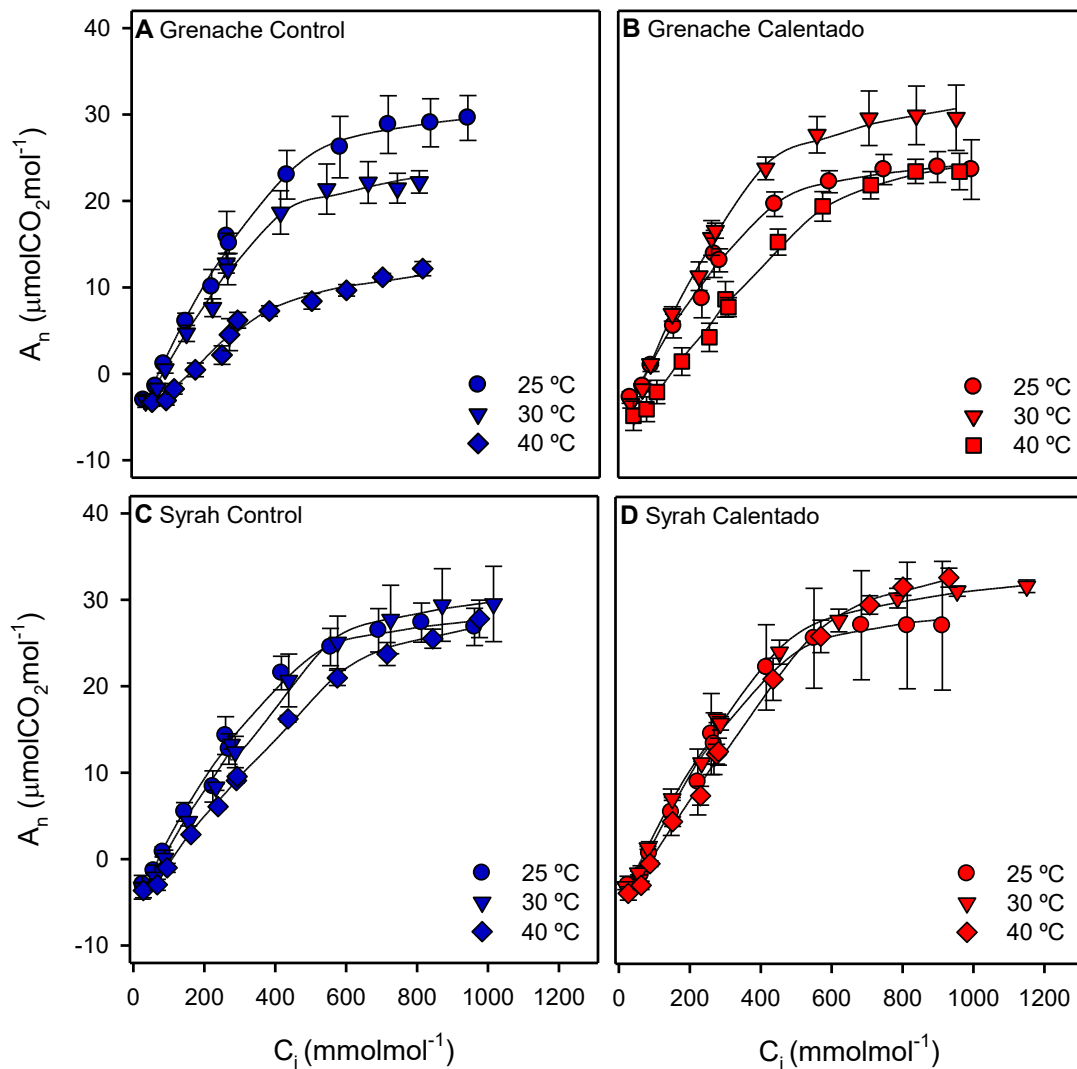 A Grenache Control
B Grenache Calentado
40
30
20
10
0
-10
Aₙ (µmolCO₂mol⁻¹)
25 ºC
30 ºC
40 ºC
25 ºC
30 ºC
40 ºC
C Syrah Control
D Syrah Calentado
40
30
20
10
0
-10
Aₙ (µmolCO₂mol⁻¹)
25 ºC
30 ºC
40 ºC
25 ºC
30 ºC
40 ºC
0 200 400 600 800 1000 1200
0 200 400 600 800 1000 1200
Cᵢ (mmolmol⁻¹)
Cᵢ (mmolmol⁻¹)